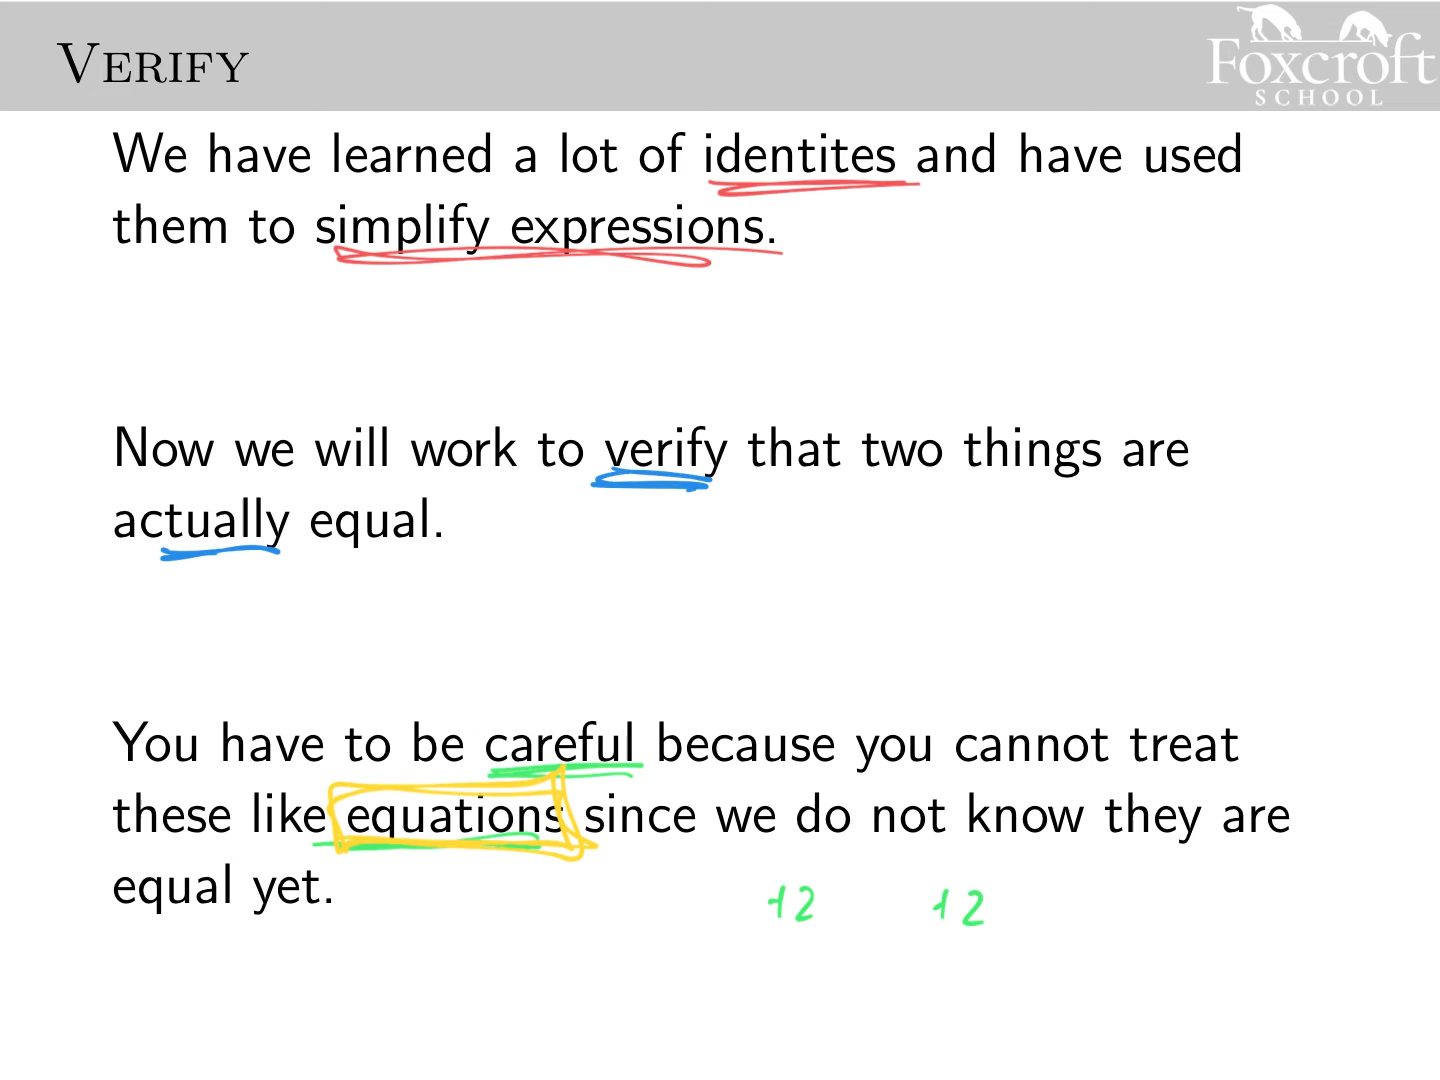 VERIFY
Foxcroft
SCHOOL
We have learned a lot of identites and have used
them to simplify expressions.
Now we will work to verify that two things are
actually equal.
You have to be careful because you cannot treat
these like equations since we do not know they are
equal yet.
+2 +2